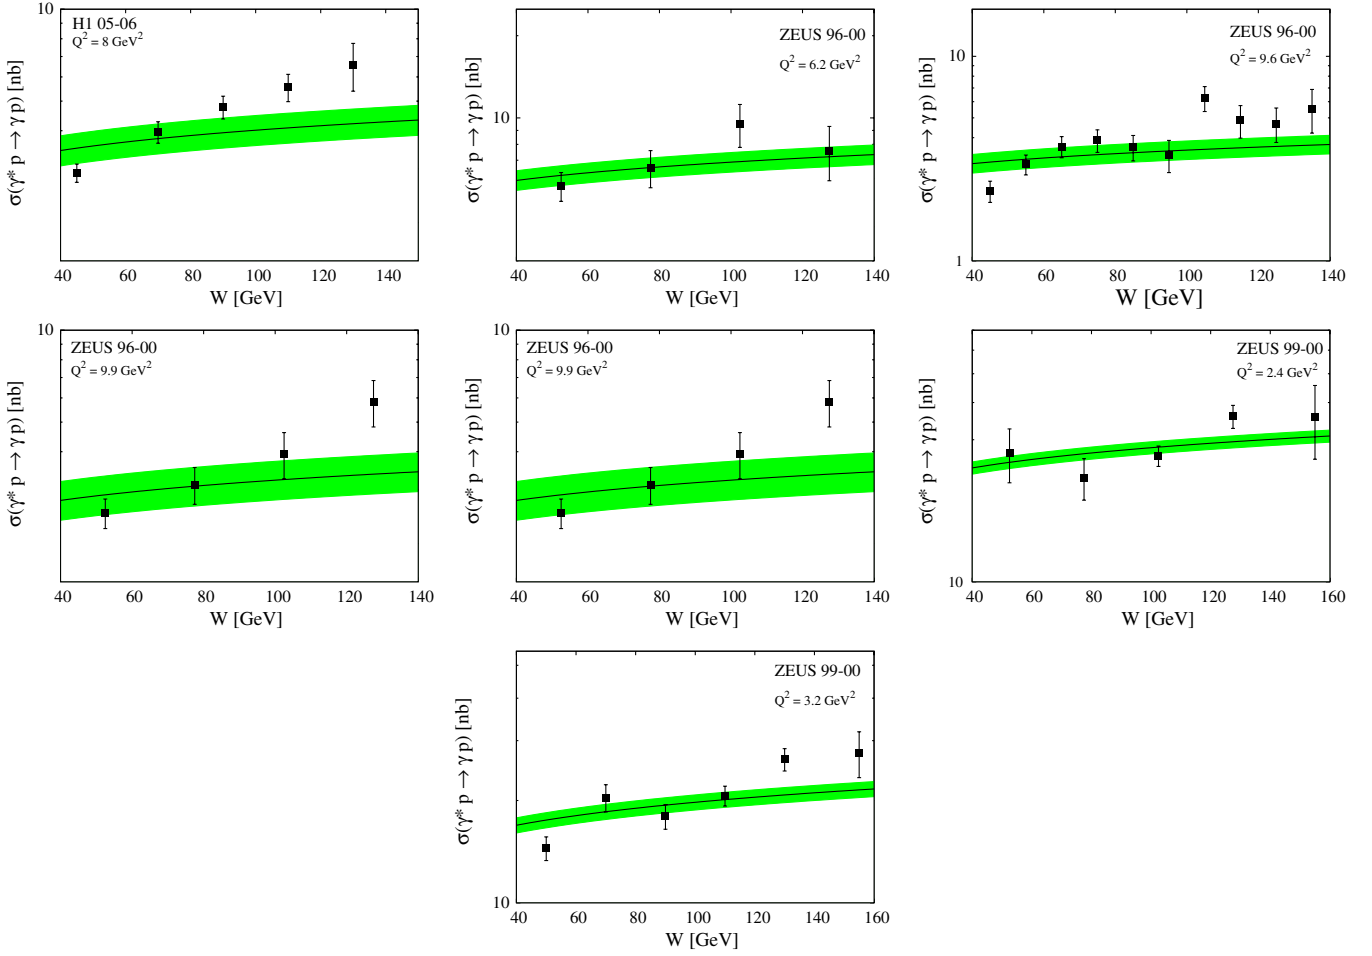 H1 05-06
Q² = 8 GeV²
10
σ(γ* p → γ p) [nb]
40 60 80 100 120 140
W [GeV]
ZEUS 96-00
Q² = 6.2 GeV²
10
σ(γ* p → γ p) [nb]
40 60 80 100 120 140
W [GeV]
ZEUS 96-00
Q² = 9.6 GeV²
10
1
σ(γ* p → γ p) [nb]
40 60 80 100 120 140
W [GeV]
ZEUS 96-00
Q² = 9.9 GeV²
10
σ(γ* p → γ p) [nb]
40 60 80 100 120 140
W [GeV]
ZEUS 96-00
Q² = 9.9 GeV²
10
σ(γ* p → γ p) [nb]
40 60 80 100 120 140
W [GeV]
ZEUS 99-00
Q² = 2.4 GeV²
10
σ(γ* p → γ p) [nb]
40 60 80 100 120 140 160
W [GeV]
ZEUS 99-00
Q² = 3.2 GeV²
10
σ(γ* p → γ p) [nb]
40 60 80 100 120 140 160
W [GeV]